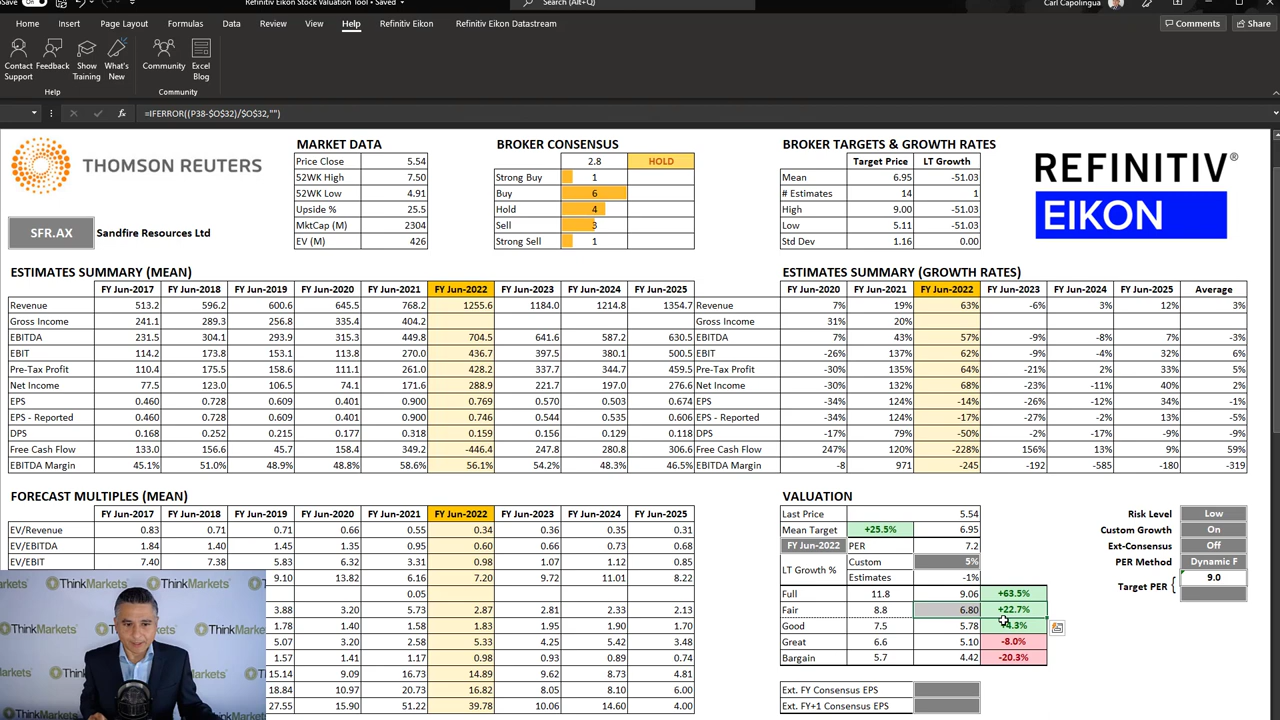 Save On Refinitiv Eikon Stock Valuation Tool • Saved Search (Alt+Q) Carl Capolingua
Home Insert Page Layout Formulas Data Review View Help Refinitiv Eikon Refinitiv Eikon Datastream Comments Share
Contact Support Feedback Show Training What's New Community Excel Blog
Help Community
fx =IFERROR((P38-$O$32)/$O$32,"")
THOMSON REUTERS
SFR.AX Sandfire Resources Ltd
MARKET DATA
Price Close 5.54
52WK High 7.50
52WK Low 4.91
Upside % 25.5
MktCap (M) 2304
EV (M) 426
BROKER CONSENSUS
2.8 HOLD
Strong Buy 1
Buy 6
Hold 4
Sell 3
Strong Sell 1
BROKER TARGETS & GROWTH RATES
Target Price LT Growth
Mean 6.95 -51.03
# Estimates 14 1
High 9.00 -51.03
Low 5.11 -51.03
Std Dev 1.16 0.00
REFINITIV®
EIKON
ESTIMATES SUMMARY (MEAN)
FY Jun-2017 FY Jun-2018 FY Jun-2019 FY Jun-2020 FY Jun-2021 FY Jun-2022 FY Jun-2023 FY Jun-2024 FY Jun-2025
Revenue 513.2 596.2 600.6 645.5 768.2 1255.6 1184.0 1214.8 1354.7
Gross Income 241.1 289.3 256.8 335.4 404.2
EBITDA 231.5 304.1 293.9 315.3 449.8 704.5 641.6 587.2 630.5
EBIT 114.2 173.8 153.1 113.8 270.0 436.7 397.5 380.1 500.5
Pre-Tax Profit 110.4 175.5 158.6 111.1 261.0 428.2 337.7 344.7 459.5
Net Income 77.5 123.0 106.5 74.1 171.6 288.9 221.7 197.0 276.6
EPS 0.460 0.728 0.609 0.401 0.900 0.769 0.570 0.503 0.674
EPS - Reported 0.460 0.728 0.609 0.401 0.900 0.746 0.544 0.535 0.606
DPS 0.168 0.252 0.215 0.177 0.318 0.159 0.156 0.129 0.118
Free Cash Flow 133.0 156.6 45.7 158.4 349.2 -446.4 247.8 280.8 306.6
EBITDA Margin 45.1% 51.0% 48.9% 48.8% 58.6% 56.1% 54.2% 48.3% 46.5%
ESTIMATES SUMMARY (GROWTH RATES)
FY Jun-2020 FY Jun-2021 FY Jun-2022 FY Jun-2023 FY Jun-2024 FY Jun-2025 Average
Revenue 7% 19% 63% -6% 3% 12% 3%
Gross Income 31% 20%
EBITDA 7% 43% 57% -9% -8% 7% -3%
EBIT -26% 137% 62% -9% -4% 32% 6%
Pre-Tax Profit -30% 135% 64% -21% 2% 33% 5%
Net Income -30% 132% 68% -23% -11% 40% 2%
EPS -34% 124% -14% -26% -12% 34% -1%
EPS - Reported -34% 124% -17% -27% -2% 13% -5%
DPS -17% 79% -50% -2% -17% -9% -9%
Free Cash Flow 247% 120% -228% 156% 13% 9% 59%
EBITDA Margin -8 971 -245 -192 -585 -180 -319
FORECAST MULTIPLES (MEAN)
FY Jun-2017 FY Jun-2018 FY Jun-2019 FY Jun-2020 FY Jun-2021 FY Jun-2022 FY Jun-2023 FY Jun-2024 FY Jun-2025
EV/Revenue 0.83 0.71 0.71 0.66 0.55 0.34 0.36 0.35 0.31
EV/EBITDA 1.84 1.40 1.45 1.35 0.95 0.60 0.66 0.73 0.68
EV/EBIT 7.40 7.38 5.83 6.32 3.31 0.98 1.07 1.12 0.85
9.10 13.82 6.16 7.20 9.72 11.01 8.22
0.05
3.88 3.20 5.73 2.87 2.81 2.33 2.13
1.78 1.40 1.58 1.83 1.92 1.75 1.74
5.07 3.20 2.58 5.33 4.25 5.42 3.48
1.57 1.41 1.17 0.98 0.91 0.89 0.74
15.14 9.09 16.73 14.89 9.62 8.73 4.81
18.84 10.97 20.73 16.82 8.05 8.10 6.00
27.55 15.90 51.22 39.78 10.06 14.60 4.00
VALUATION
Last Price 5.54
Mean Target +25.5% 6.95
FY Jun-2022 PER 7.2
LT Growth % Custom 5%
Estimates -1%
Full 11.8 9.06 +63.5%
Fair 8.8 6.80 +22.7%
Good 7.5 5.78 +4.3%
Great 6.6 5.10 -8.0%
Bargain 5.7 4.42 -20.3%
Ext. FY Consensus EPS
Ext. FY+1 Consensus EPS
Risk Level Low
Custom Growth On
Ext-Consensus Off
PER Method Dynamic F
Target PER { 9.0
ThinkMarkets
ThinkMarkets